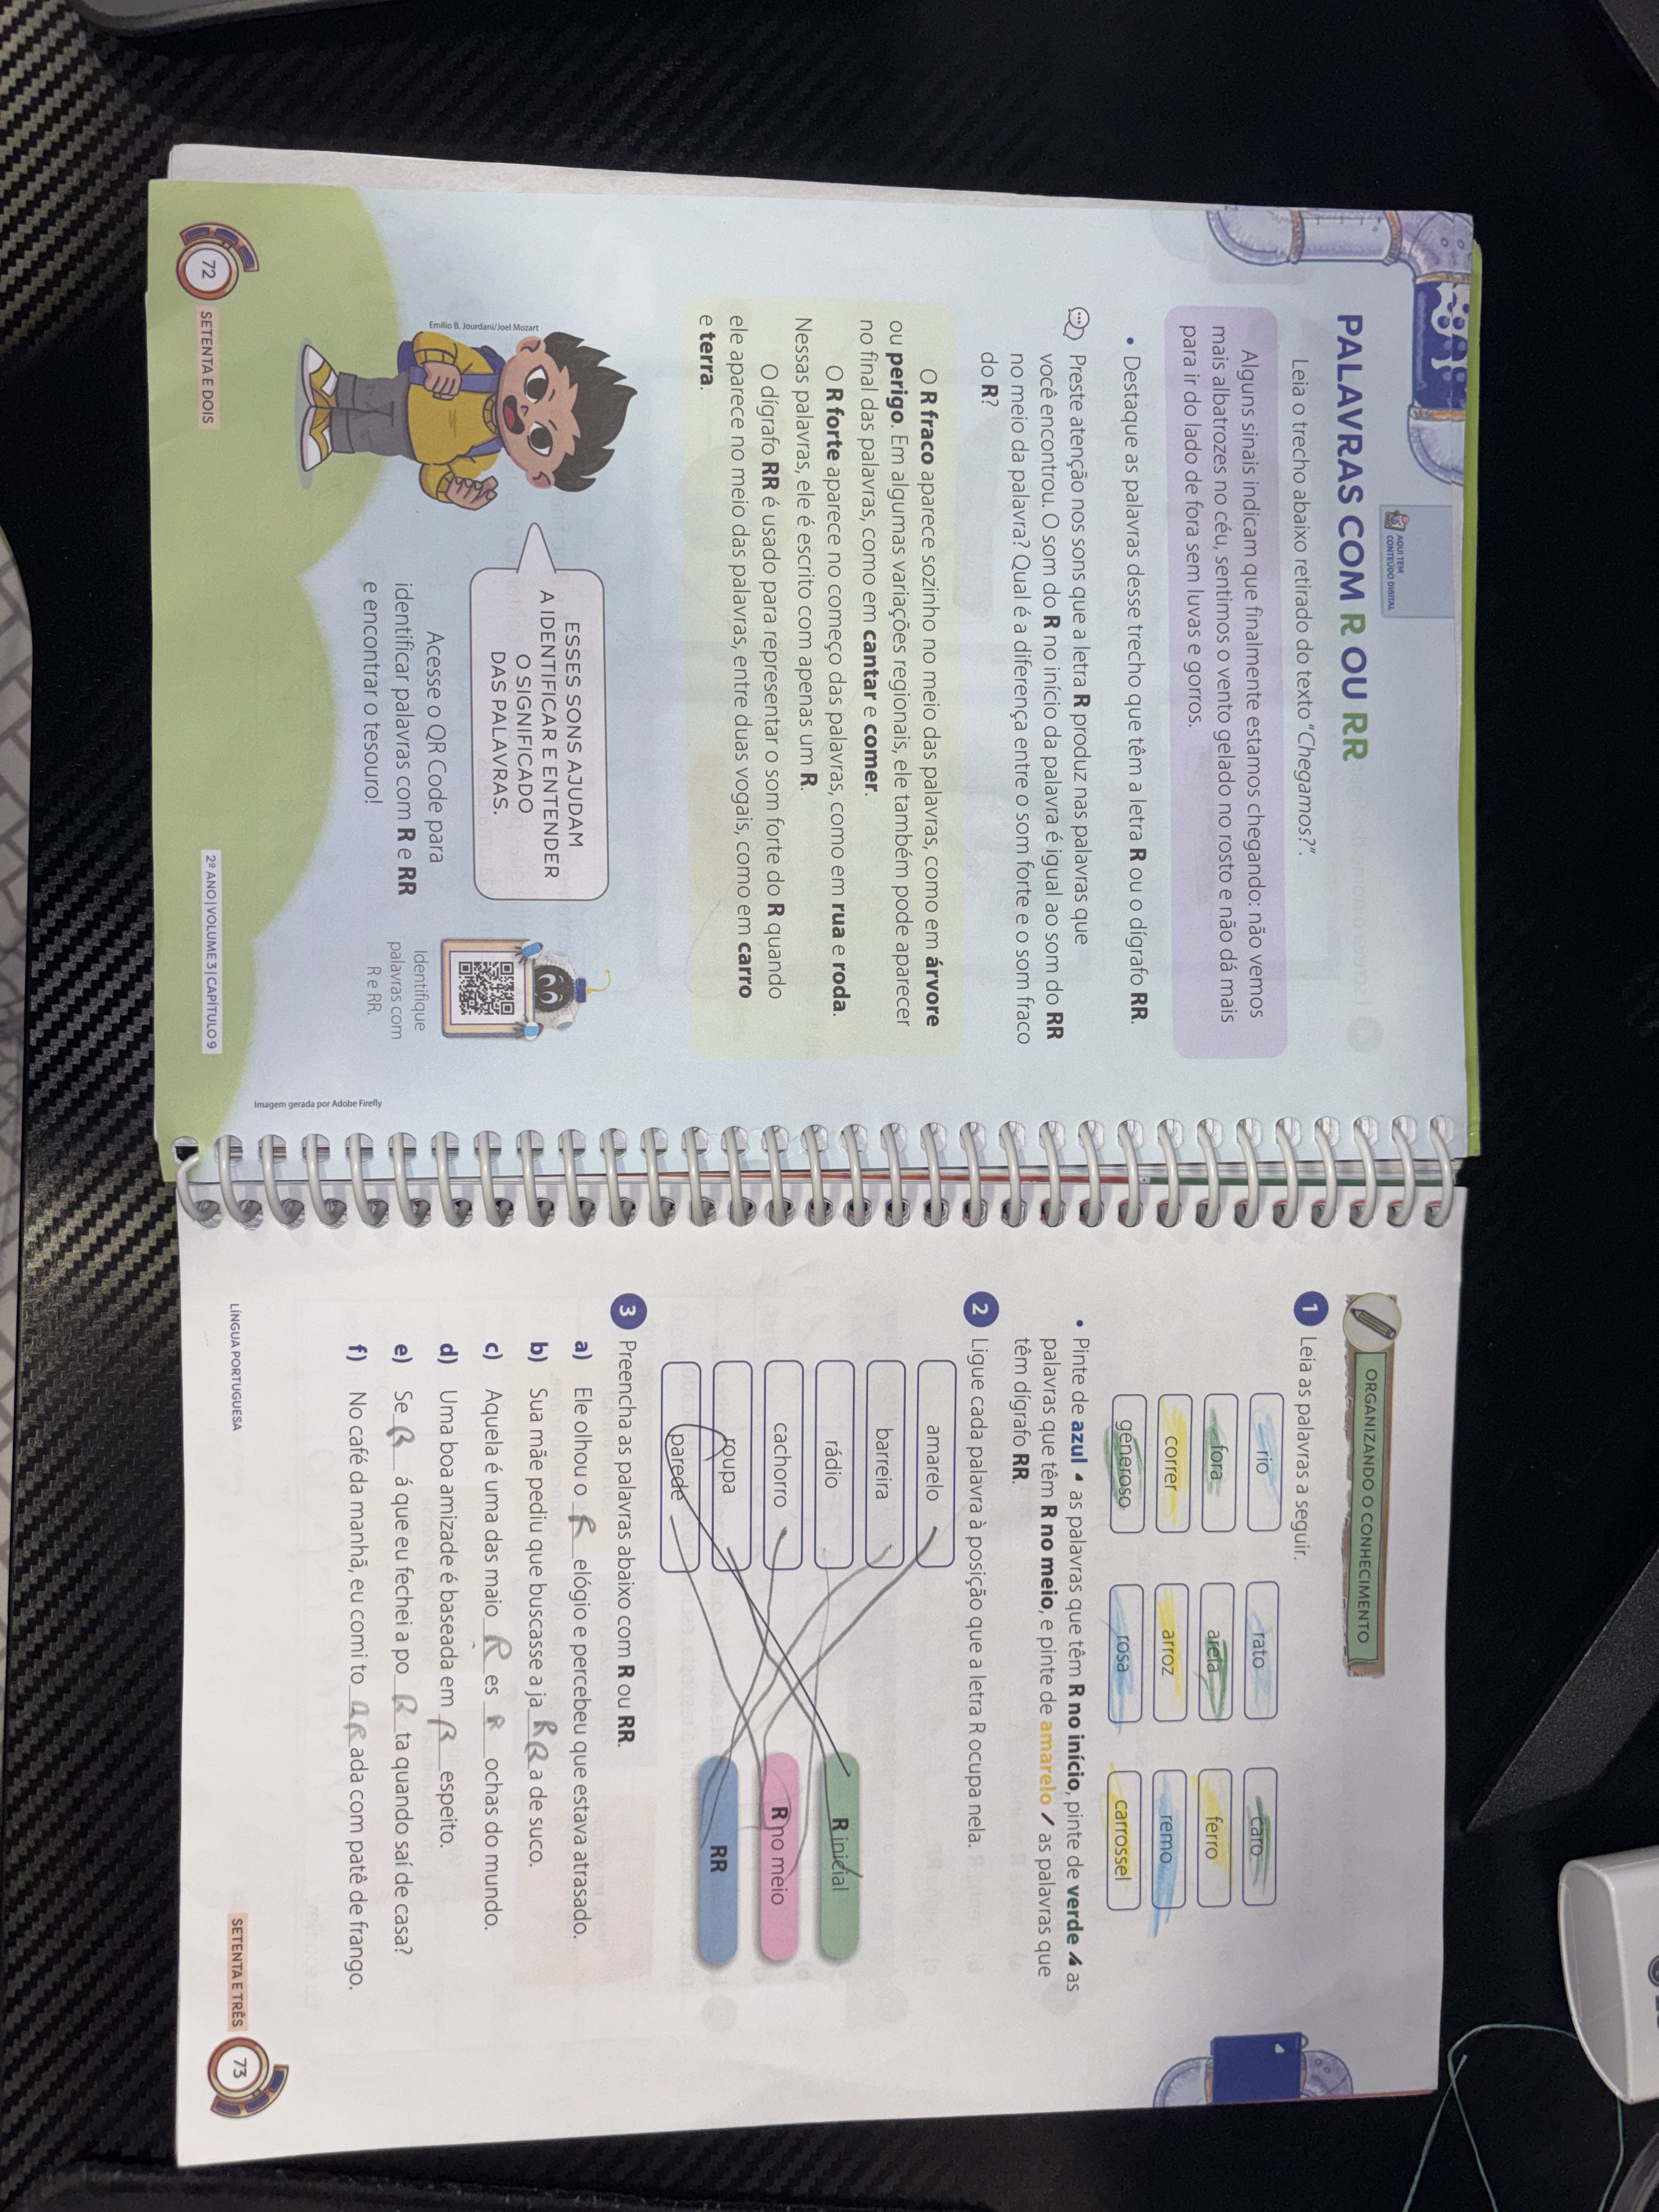 AQUI TEM
CONTEÚDO DIGITAL
PALAVRAS COM R OU RR
Leia o trecho abaixo retirado do texto "Chegamos?".
Alguns sinais indicam que finalmente estamos chegando: não vemos
mais albatrozes no céu, sentimos o vento gelado no rosto e não dá mais
para ir do lado de fora sem luvas e gorros.
• Destaque as palavras desse trecho que têm a letra R ou o dígrafo RR.
Preste atenção nos sons que a letra R produz nas palavras que
você encontrou. O som do R no início da palavra é igual ao som do RR
no meio da palavra? Qual é a diferença entre o som forte e o som fraco
do R?
O R fraco aparece sozinho no meio das palavras, como em árvore
ou perigo. Em algumas variações regionais, ele também pode aparecer
no final das palavras, como em cantar e comer.
O R forte aparece no começo das palavras, como em rua e roda.
Nessas palavras, ele é escrito com apenas um R.
O dígrafo RR é usado para representar o som forte do R quando
ele aparece no meio das palavras, entre duas vogais, como em carro
e terra.
ESSES SONS AJUDAM
A IDENTIFICAR E ENTENDER
O SIGNIFICADO
DAS PALAVRAS.
Emilio B. Jourdani/Joel Mozart
Acesse o QR Code para
identificar palavras com R e RR
e encontrar o tesouro!
Identifique
palavras com
R e RR.
Imagem gerada por Adobe Firefly
72
SETENTA E DOIS
2º ANO | VOLUME 3 | CAPÍTULO 9
ORGANIZANDO O CONHECIMENTO
1 Leia as palavras a seguir.
rio rato caro
fora areia ferro
correr arroz remo
generoso rosa carrossel
• Pinte de azul as palavras que têm R no início, pinte de verde as
palavras que têm R no meio, e pinte de amarelo as palavras que
têm dígrafo RR.
2 Ligue cada palavra à posição que a letra R ocupa nela.
amarelo
barreira
rádio
cachorro
roupa
parede
R inicial
R no meio
RR
3 Preencha as palavras abaixo com R ou RR.
a) Ele olhou o R elógio e percebeu que estava atrasado.
b) Sua mãe pediu que buscasse a ja RR a de suco.
c) Aquela é uma das maio R es R ochas do mundo.
d) Uma boa amizade é baseada em R espeito.
e) Se R á que eu fechei a po R ta quando saí de casa?
f) No café da manhã, eu comi to RR ada com patê de frango.
LÍNGUA PORTUGUESA
SETENTA E TRÊS
73